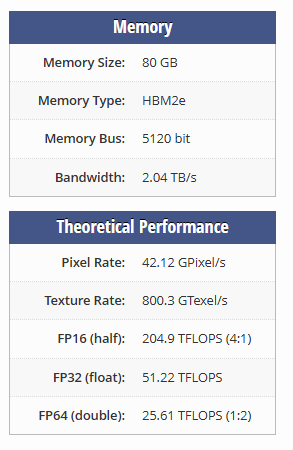 Memory
Memory Size: 80 GB
Memory Type: HBM2e
Memory Bus: 5120 bit
Bandwidth: 2.04 TB/s
Theoretical Performance
Pixel Rate: 42.12 GPixel/s
Texture Rate: 800.3 GTexel/s
FP16 (half): 204.9 TFLOPS (4:1)
FP32 (float): 51.22 TFLOPS
FP64 (double): 25.61 TFLOPS (1:2)